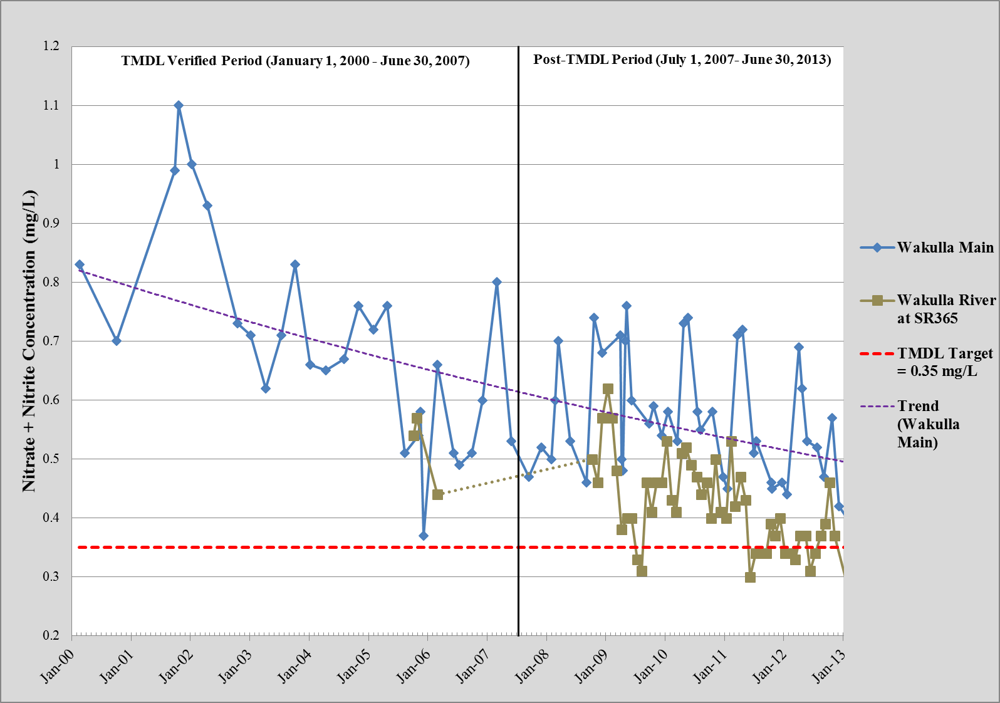 TMDL Verified Period (January 1, 2000 - June 30, 2007)
Post-TMDL Period (July 1, 2007- June 30, 2013)
Nitrate + Nitrite Concentration (mg/L)
1.2
1.1
1
0.9
0.8
0.7
0.6
0.5
0.4
0.3
0.2
Jan-00
Jan-01
Jan-02
Jan-03
Jan-04
Jan-05
Jan-06
Jan-07
Jan-08
Jan-09
Jan-10
Jan-11
Jan-12
Jan-13
Wakulla Main
Wakulla River
at SR365
TMDL Target
= 0.35 mg/L
Trend
(Wakulla
Main)